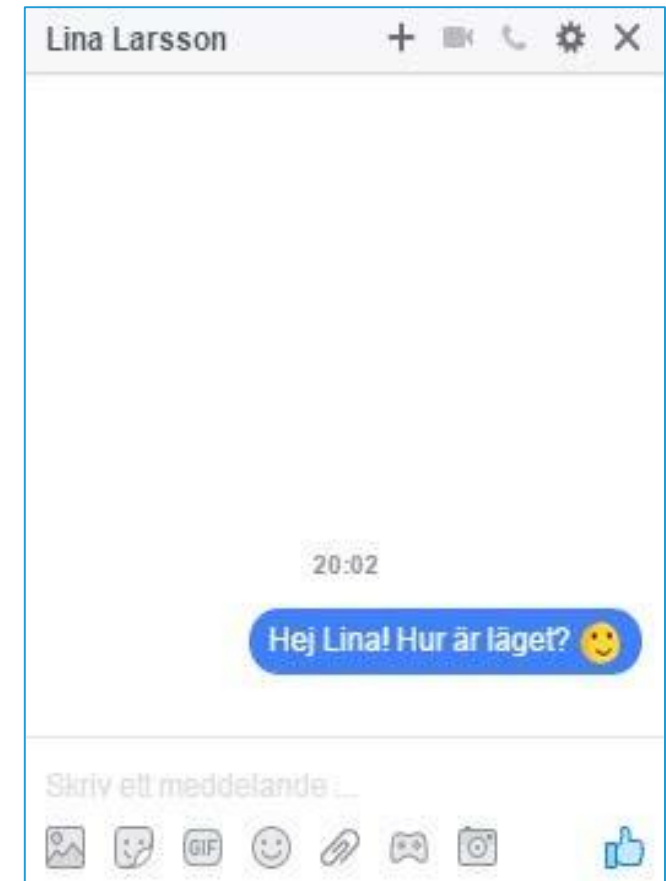 Lina Larsson
20:02
Hej Lina! Hur är läget? 🙂
Skriv ett meddelande ...
GIF